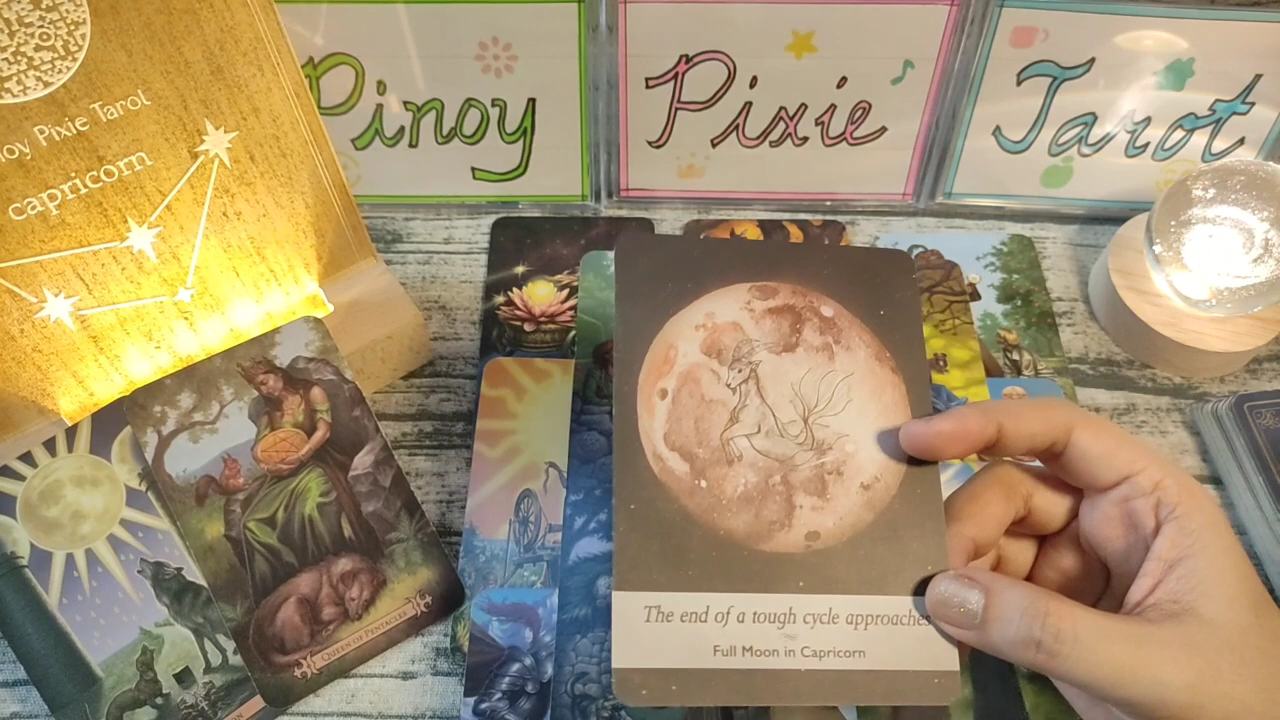 Pinoy
Pixie
Tarot
noy Pixie Tarot
capricorn
QUEEN OF PENTACLES
The end of a tough cycle approaches
Full Moon in Capricorn